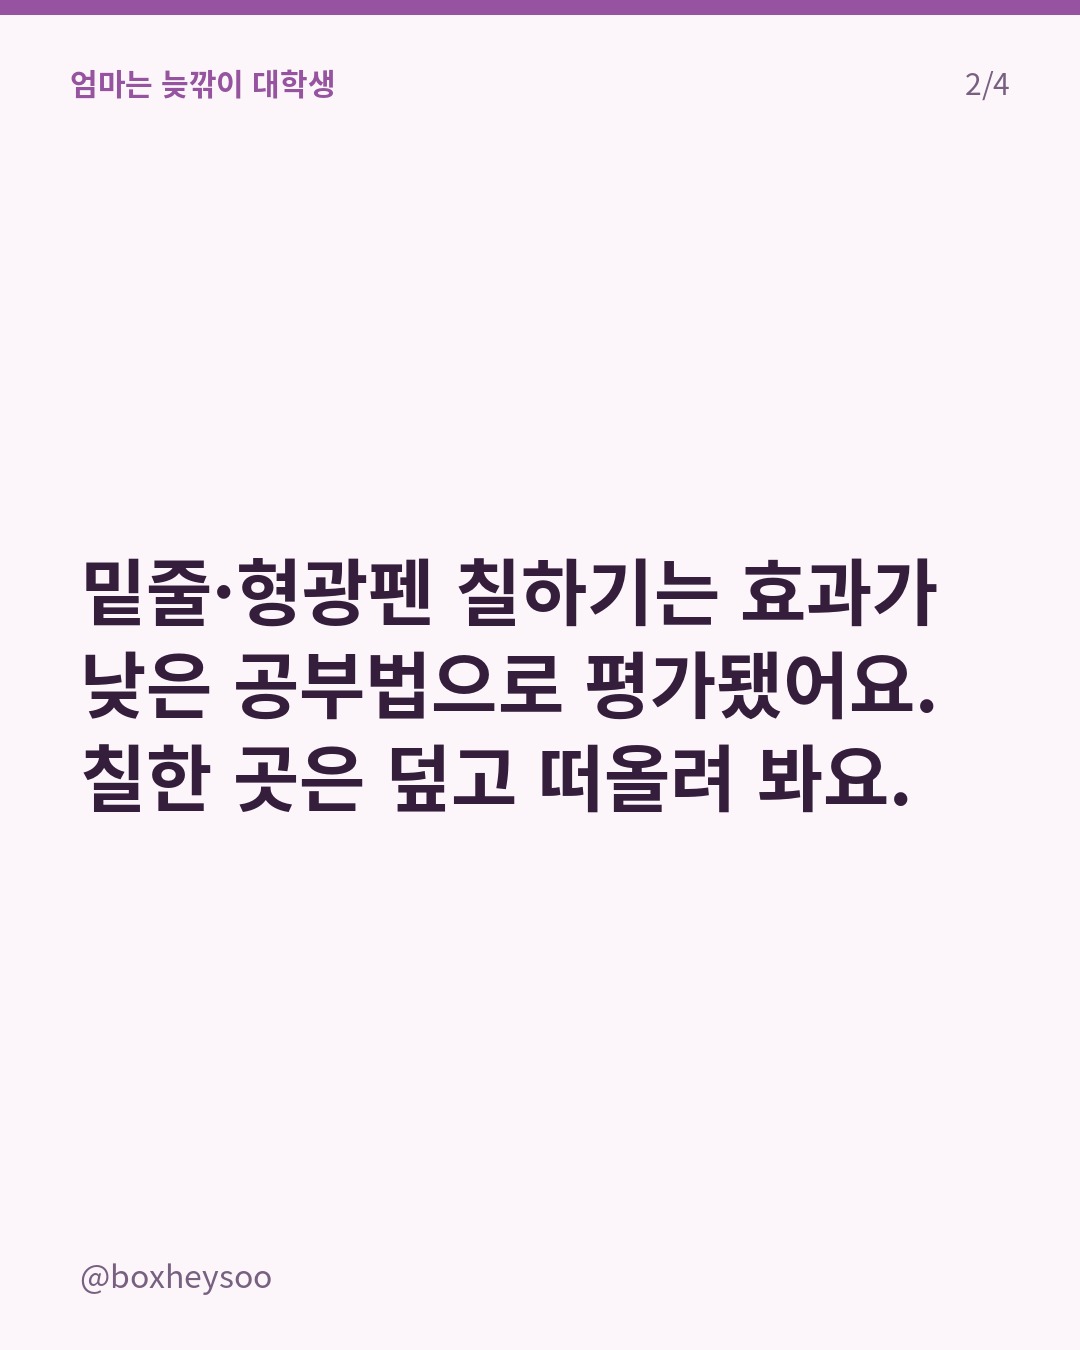 엄마는 늦깎이 대학생
2/4
밑줄·형광펜 칠하기는 효과가
낮은 공부법으로 평가됐어요.
칠한 곳은 덮고 떠올려 봐요.
@boxheysoo